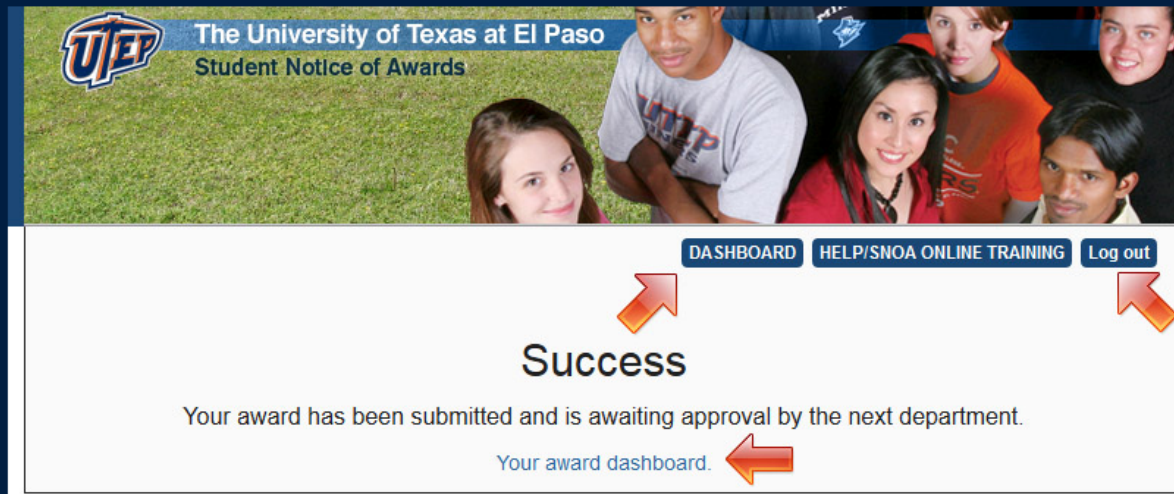 UTEP
The University of Texas at El Paso
Student Notice of Awards
UTEP
DASHBOARD HELP/SNOA ONLINE TRAINING Log out
Success
Your award has been submitted and is awaiting approval by the next department.
Your award dashboard.